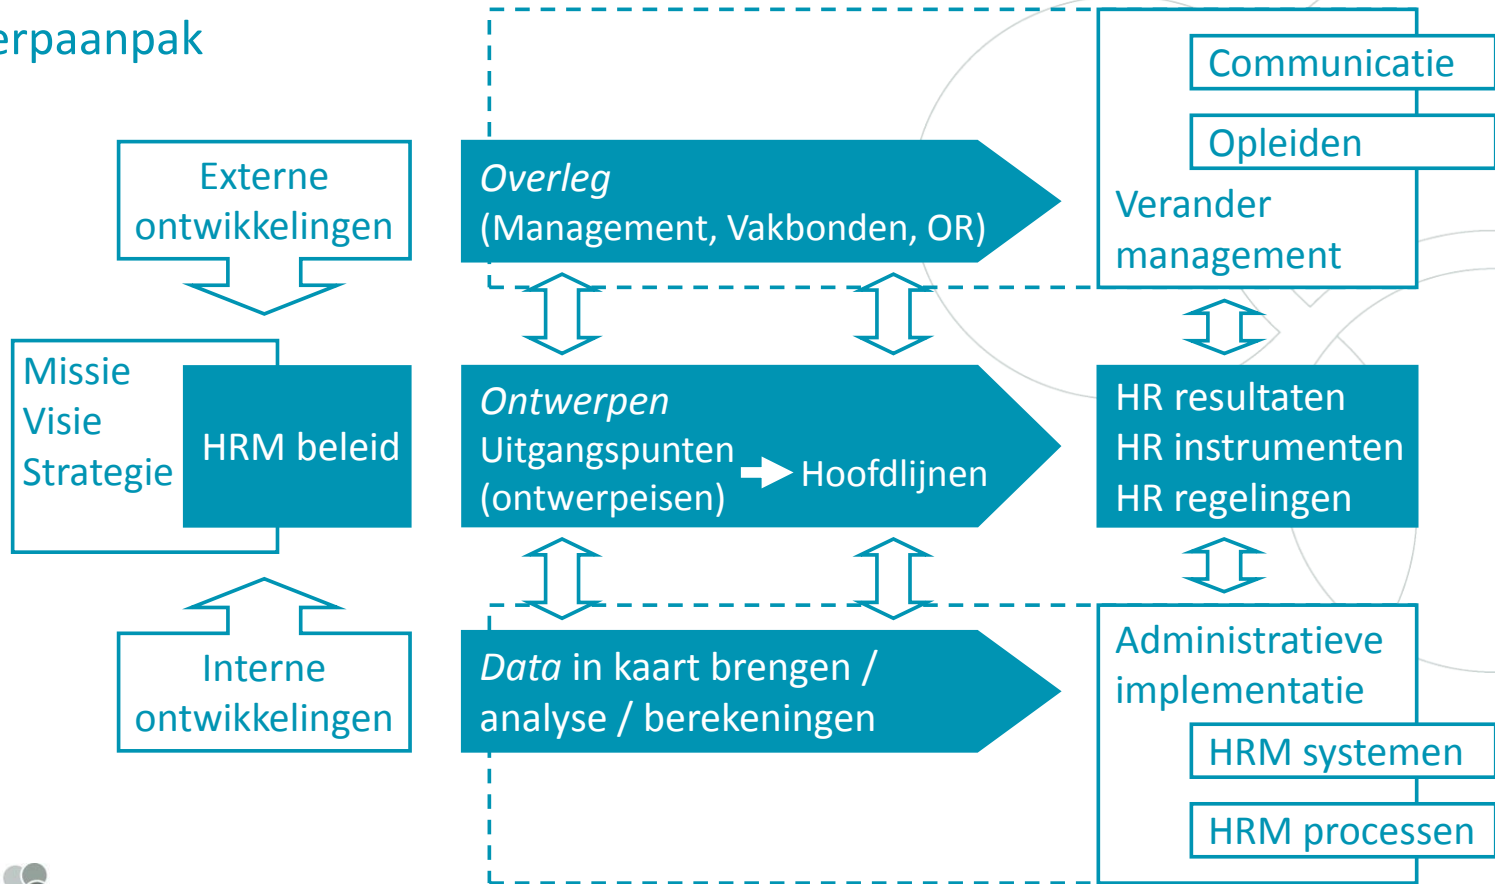 erpaanpak
Externe
ontwikkelingen
Missie
Visie
Strategie
HRM beleid
Interne
ontwikkelingen
Overleg
(Management, Vakbonden, OR)
Ontwerpen
Uitgangspunten
(ontwerpeisen)
Hoofdlijnen
Data in kaart brengen /
analyse / berekeningen
Communicatie
Opleiden
Verander
management
HR resultaten
HR instrumenten
HR regelingen
Administratieve
implementatie
HRM systemen
HRM processen